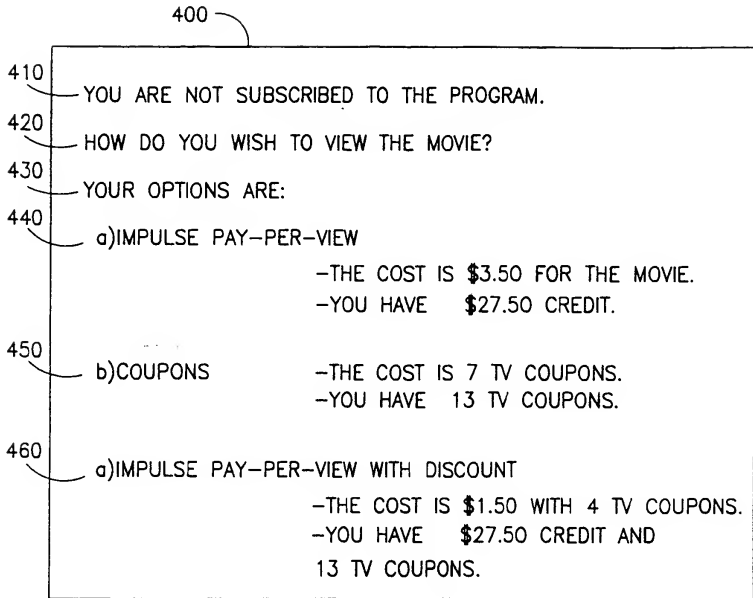 400
410
YOU ARE NOT SUBSCRIBED TO THE PROGRAM.
420
HOW DO YOU WISH TO VIEW THE MOVIE?
430
YOUR OPTIONS ARE:
440
a)IMPULSE PAY-PER-VIEW
-THE COST IS $3.50 FOR THE MOVIE.
-YOU HAVE $27.50 CREDIT.
450
b)COUPONS -THE COST IS 7 TV COUPONS.
-YOU HAVE 13 TV COUPONS.
460
a)IMPULSE PAY-PER-VIEW WITH DISCOUNT
-THE COST IS $1.50 WITH 4 TV COUPONS.
-YOU HAVE $27.50 CREDIT AND
13 TV COUPONS.